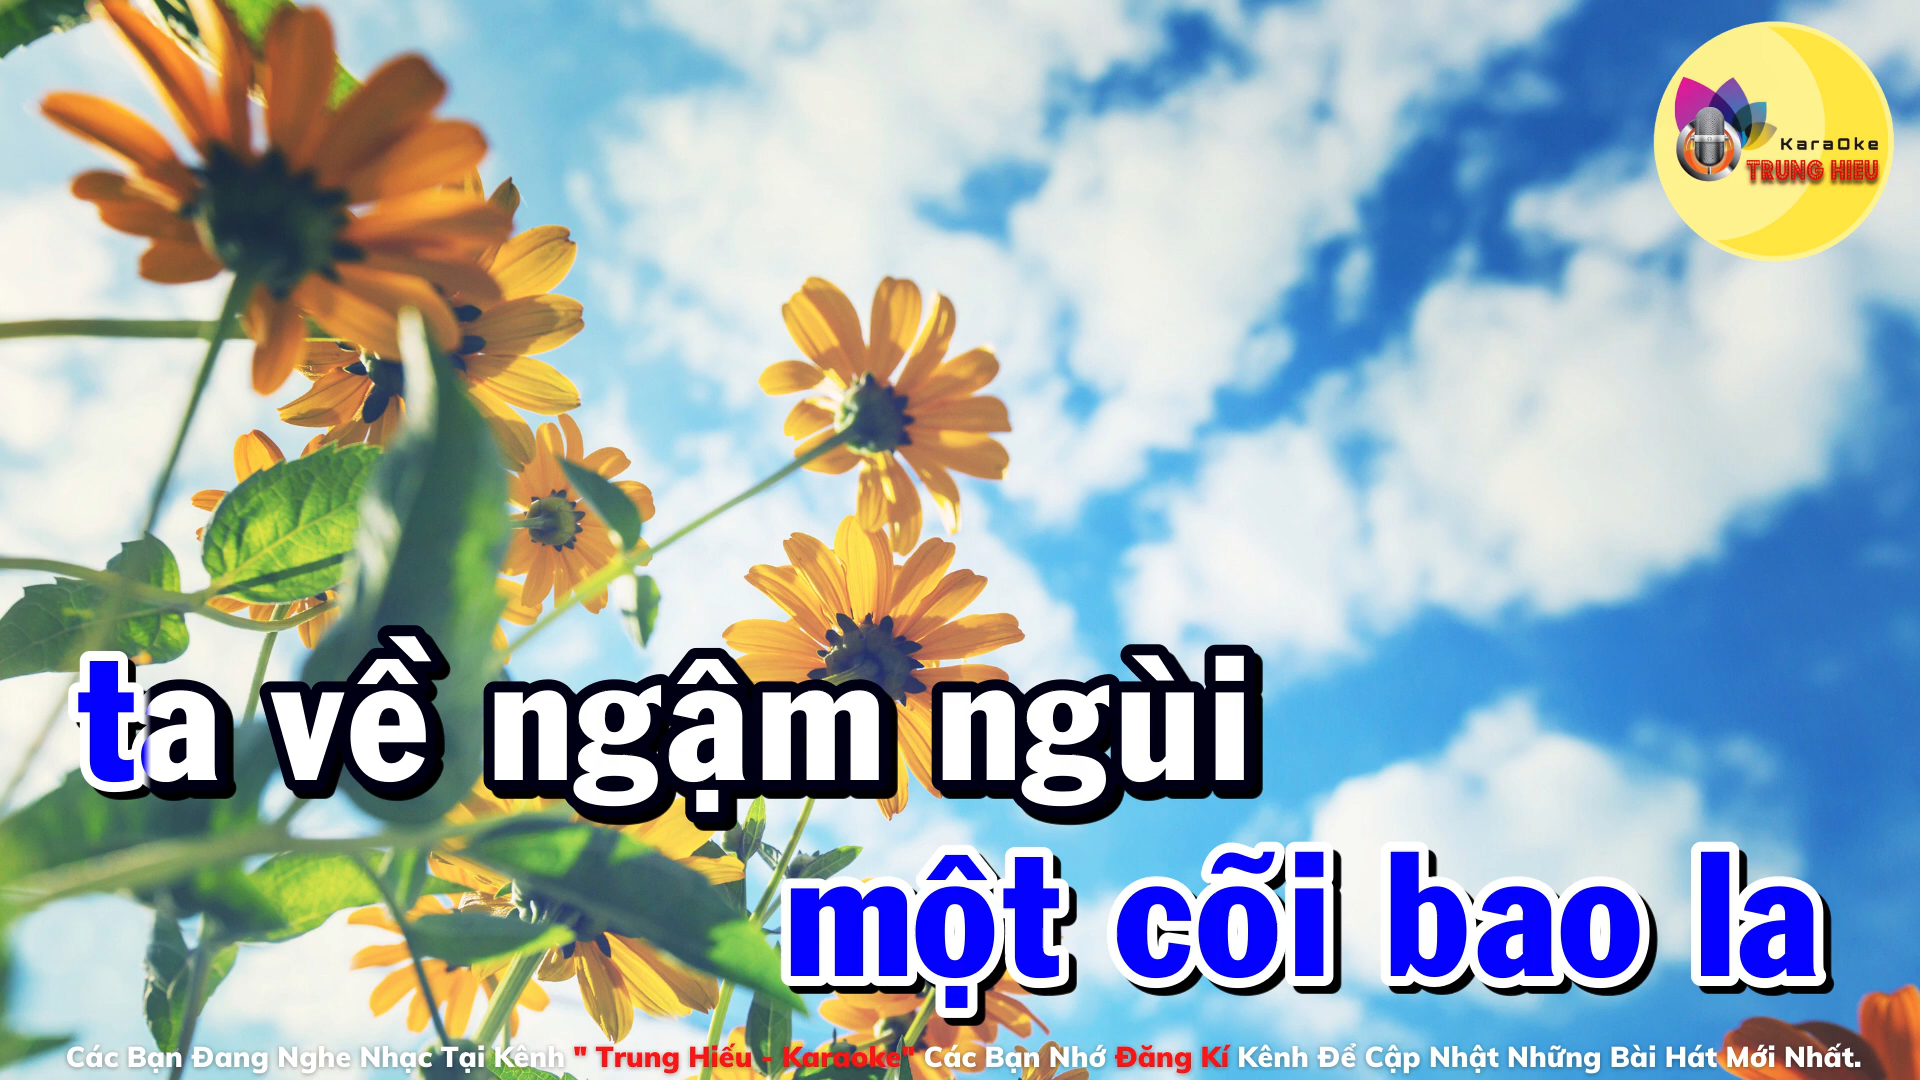 KaraOke
TRUNG HIEU
ta về ngậm ngùi
một cõi bao la
Các Bạn Đang Nghe Nhạc Tại Kênh " Trung Hiếu - Karaoke" Các Bạn Nhớ Đăng Kí Kênh Để Cập Nhật Những Bài Hát Mới Nhất.